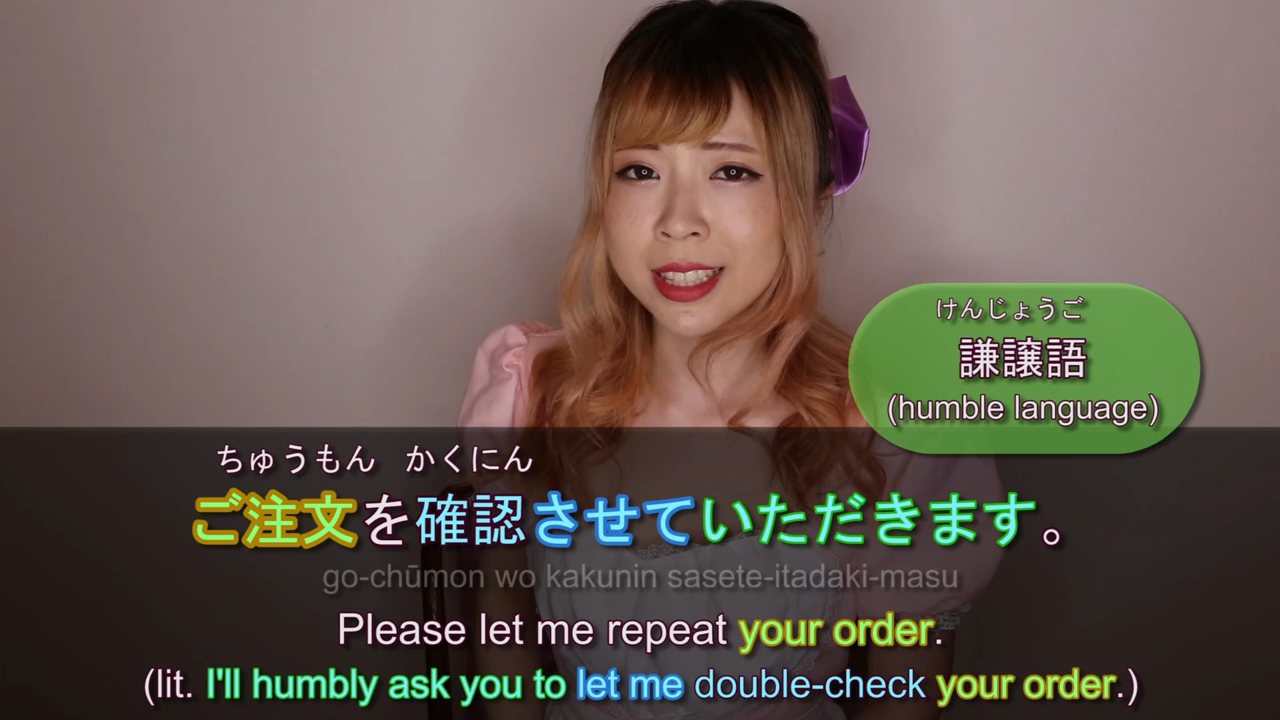 けんじょうご
謙譲語
(humble language)
ちゅうもん かくにん
ご注文を確認させていただきます。
go-chūmon wo kakunin sasete-itadaki-masu
Please let me repeat your order.
(lit. I'll humbly ask you to let me double-check your order.)